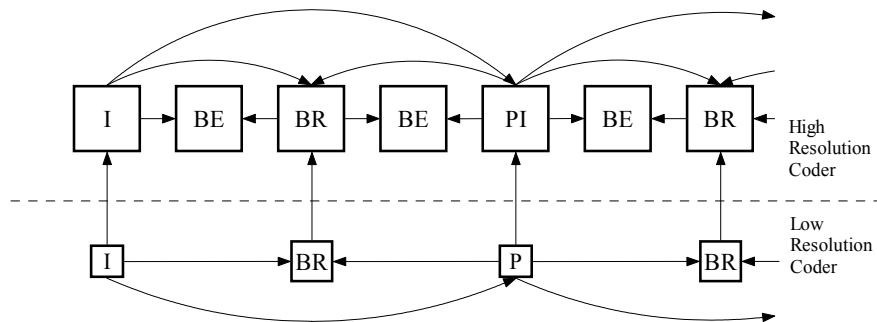 I BE BR BE PI BE BR
High
Resolution
Coder
Low
Resolution
Coder
I BR P BR